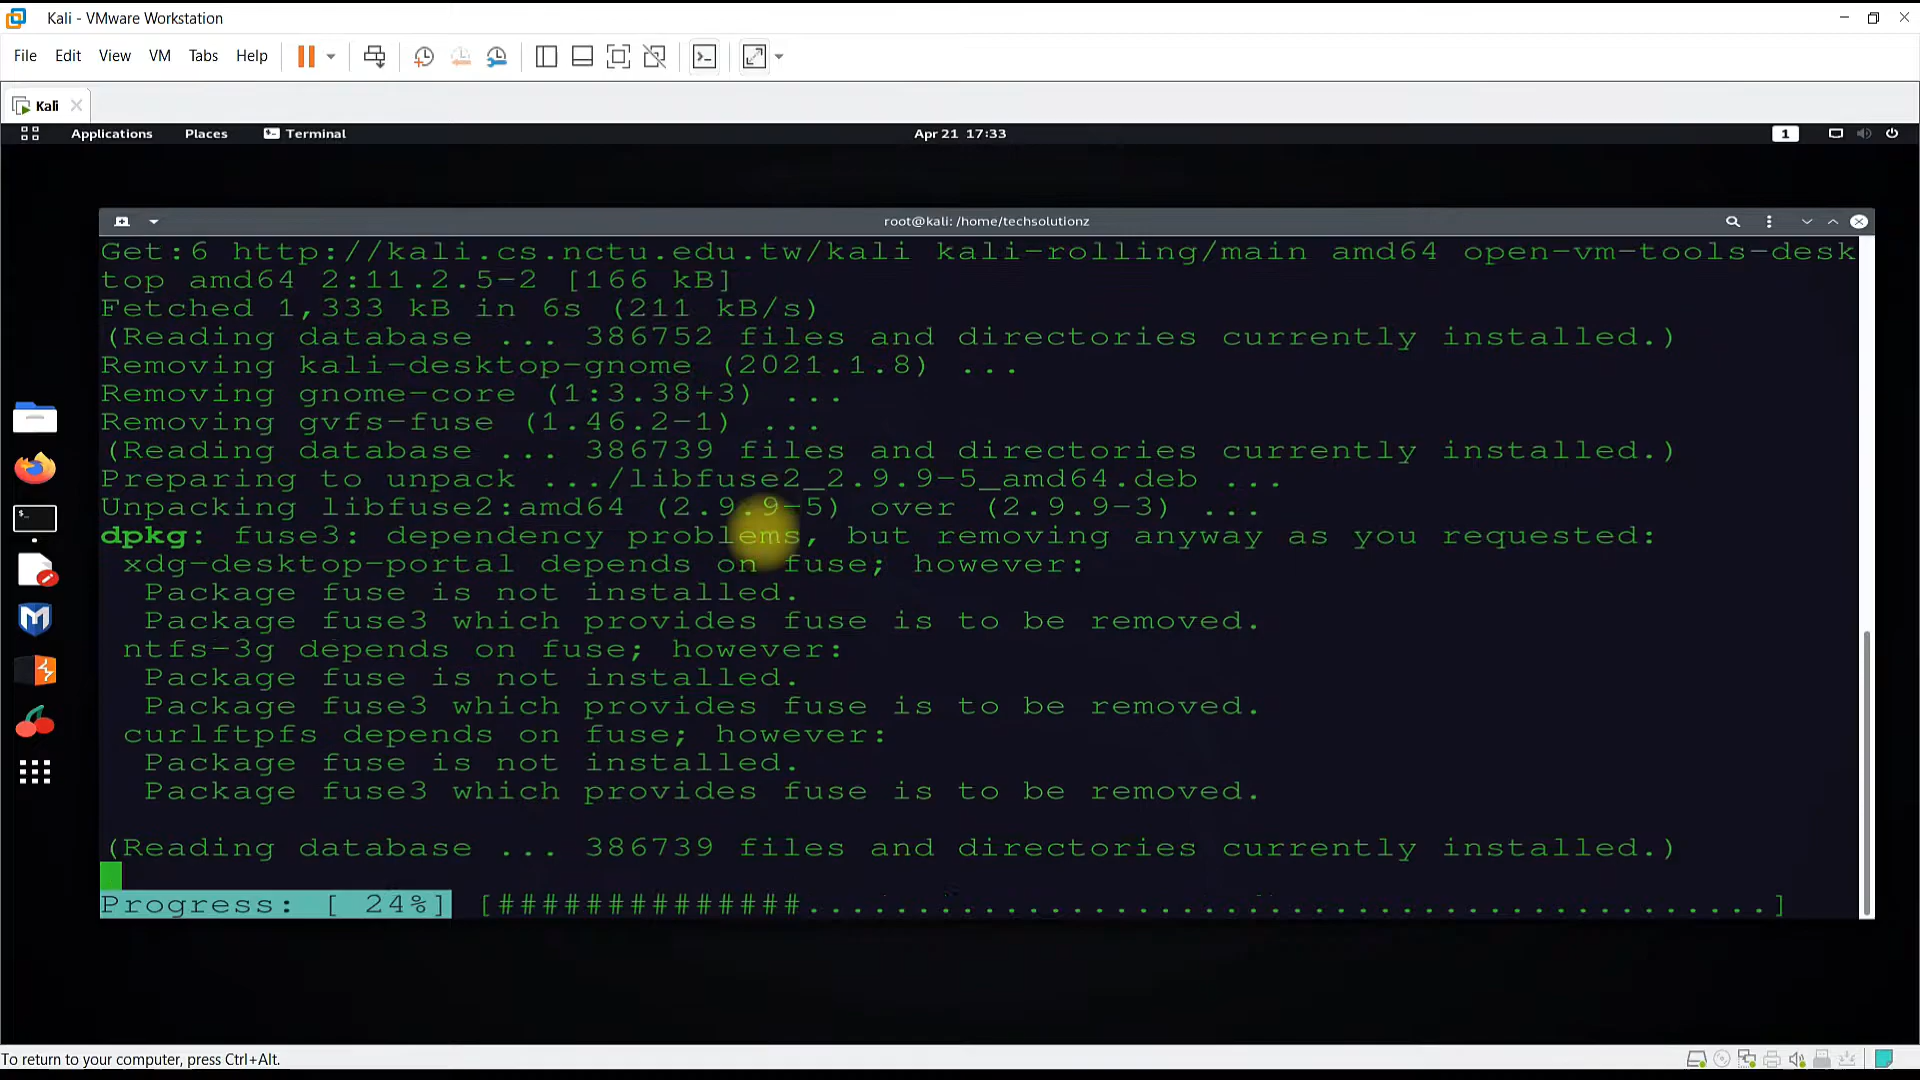 Kali - VMware Workstation
File Edit View VM Tabs Help
Kali
Applications Places Terminal Apr 21 17:33 1
root@kali: /home/techsolutionz
Get:6 http://kali.cs.nctu.edu.tw/kali kali-rolling/main amd64 open-vm-tools-desk
top amd64 2:11.2.5-2 [166 kB]
Fetched 1,333 kB in 6s (211 kB/s)
(Reading database ... 386752 files and directories currently installed.)
Removing kali-desktop-gnome (2021.1.8) ...
Removing gnome-core (1:3.38+3) ...
Removing gvfs-fuse (1.46.2-1) ...
(Reading database ... 386739 files and directories currently installed.)
Preparing to unpack .../libfuse2_2.9.9-5_amd64.deb ...
Unpacking libfuse2:amd64 (2.9.9-5) over (2.9.9-3) ...
dpkg: fuse3: dependency problems, but removing anyway as you requested:
xdg-desktop-portal depends on fuse; however:
Package fuse is not installed.
Package fuse3 which provides fuse is to be removed.
ntfs-3g depends on fuse; however:
Package fuse is not installed.
Package fuse3 which provides fuse is to be removed.
curlftpfs depends on fuse; however:
Package fuse is not installed.
Package fuse3 which provides fuse is to be removed.
(Reading database ... 386739 files and directories currently installed.)
Progress: [ 24%] [##############............................................]
To return to your computer, press Ctrl+Alt.